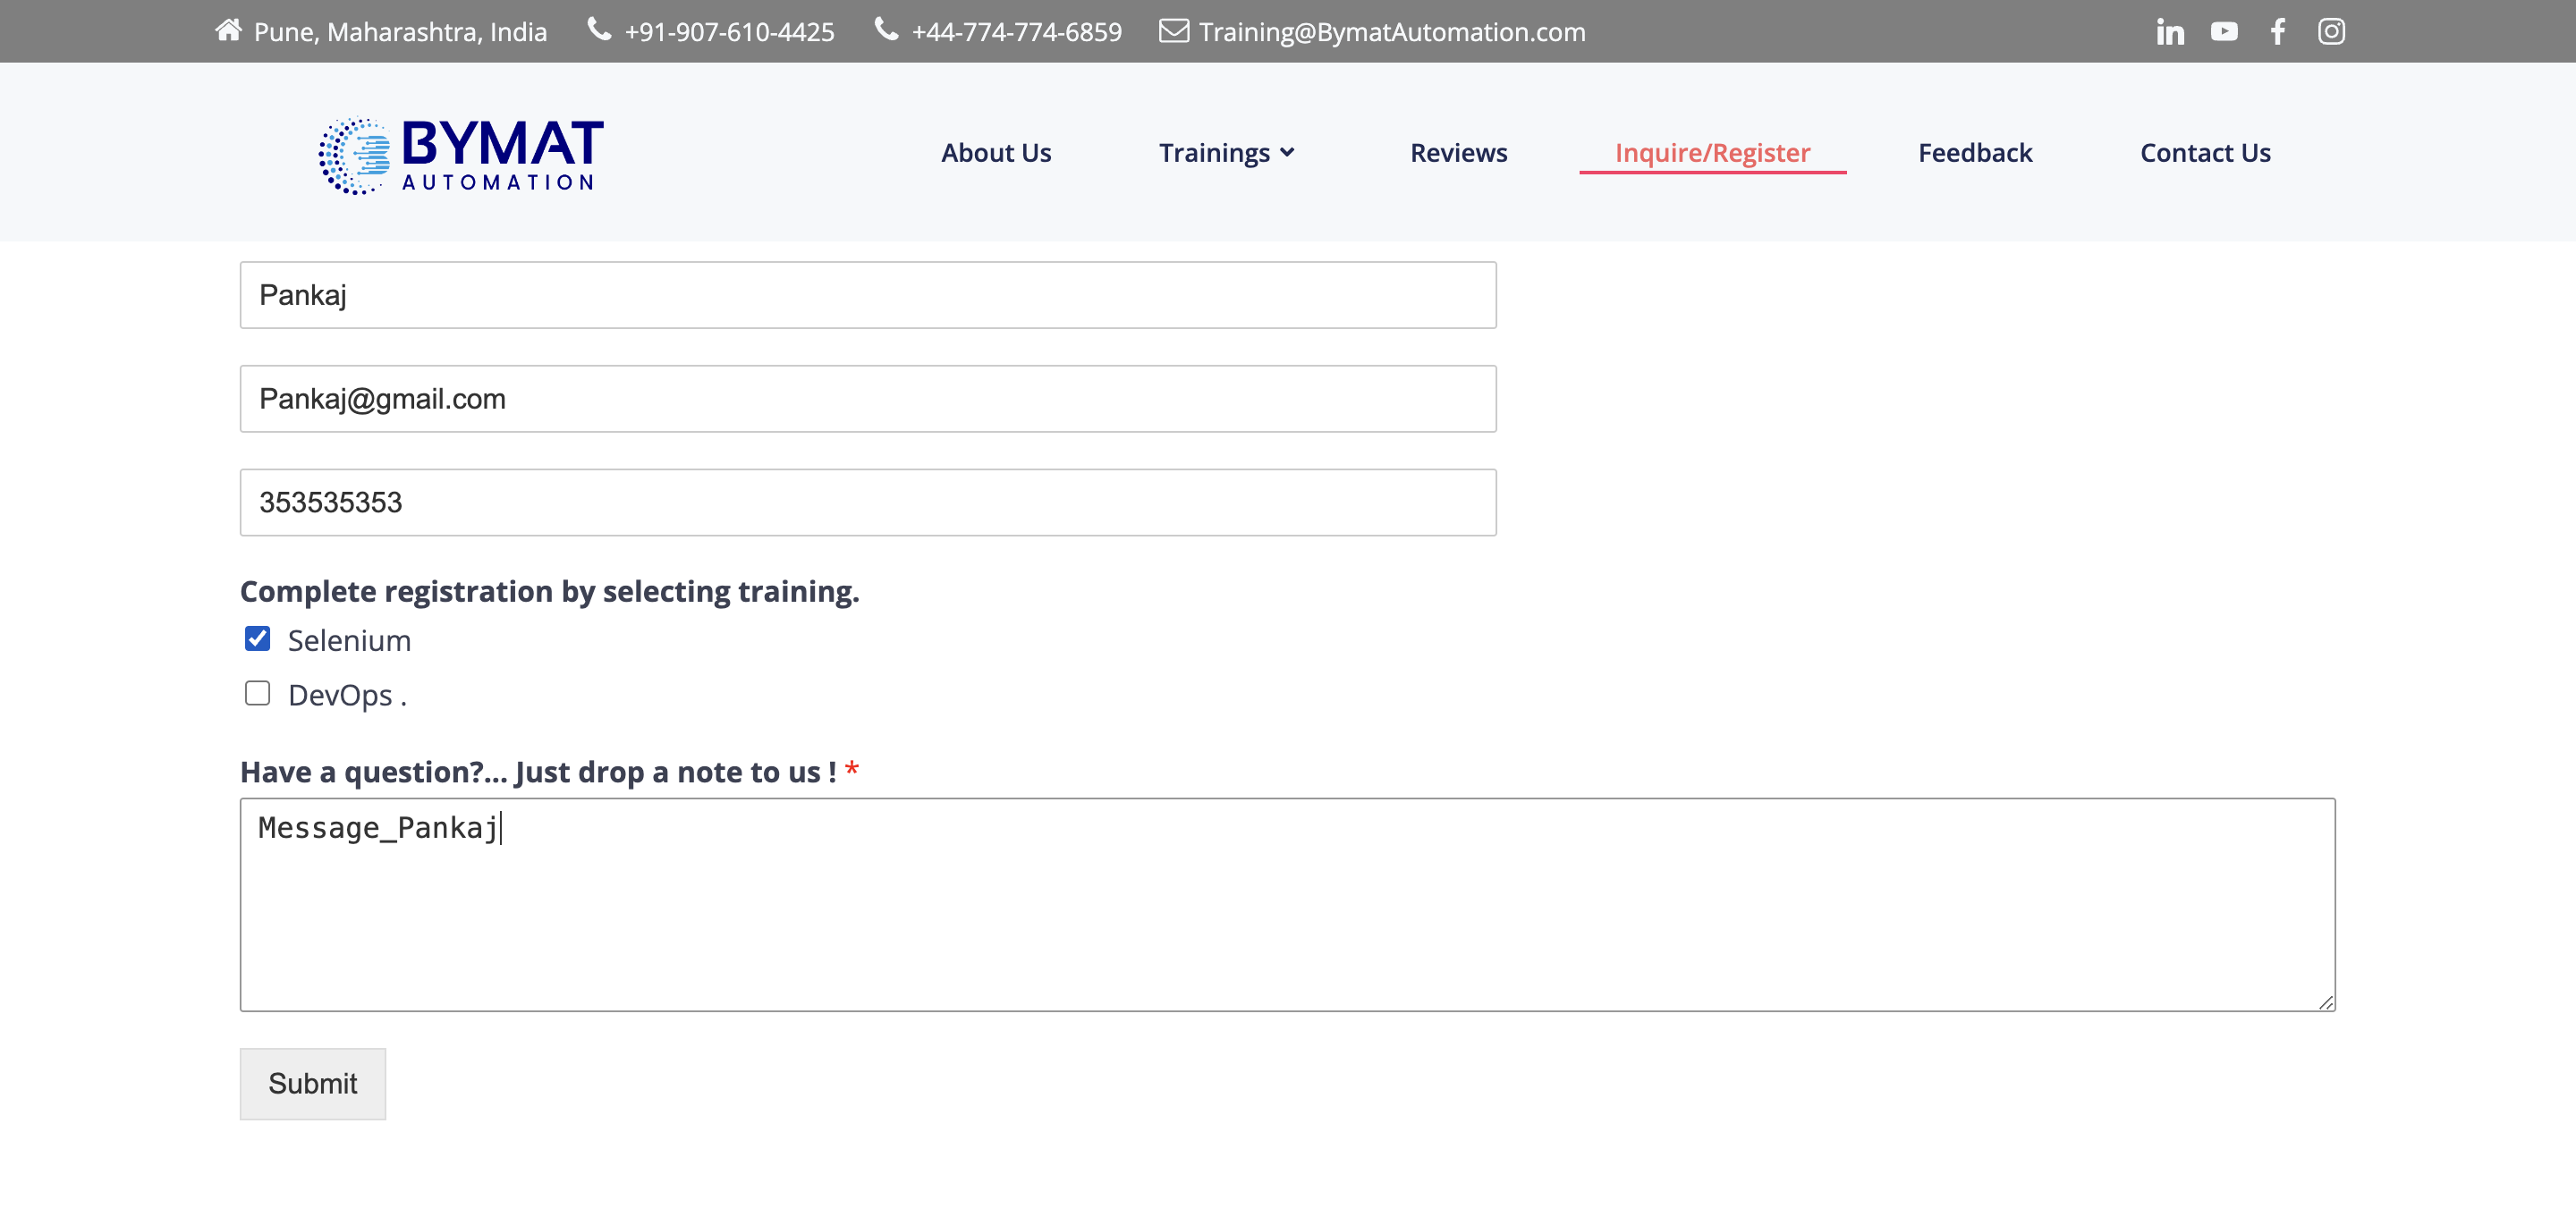 Pune, Maharashtra, India +91-907-610-4425 +44-774-774-6859 Training@BymatAutomation.com
BYMAT
AUTOMATION
About Us Trainings Reviews Inquire/Register Feedback Contact Us
Pankaj
Pankaj@gmail.com
353535353
Complete registration by selecting training.
Selenium
DevOps .
Have a question?... Just drop a note to us ! *
Message_Pankaj
Submit